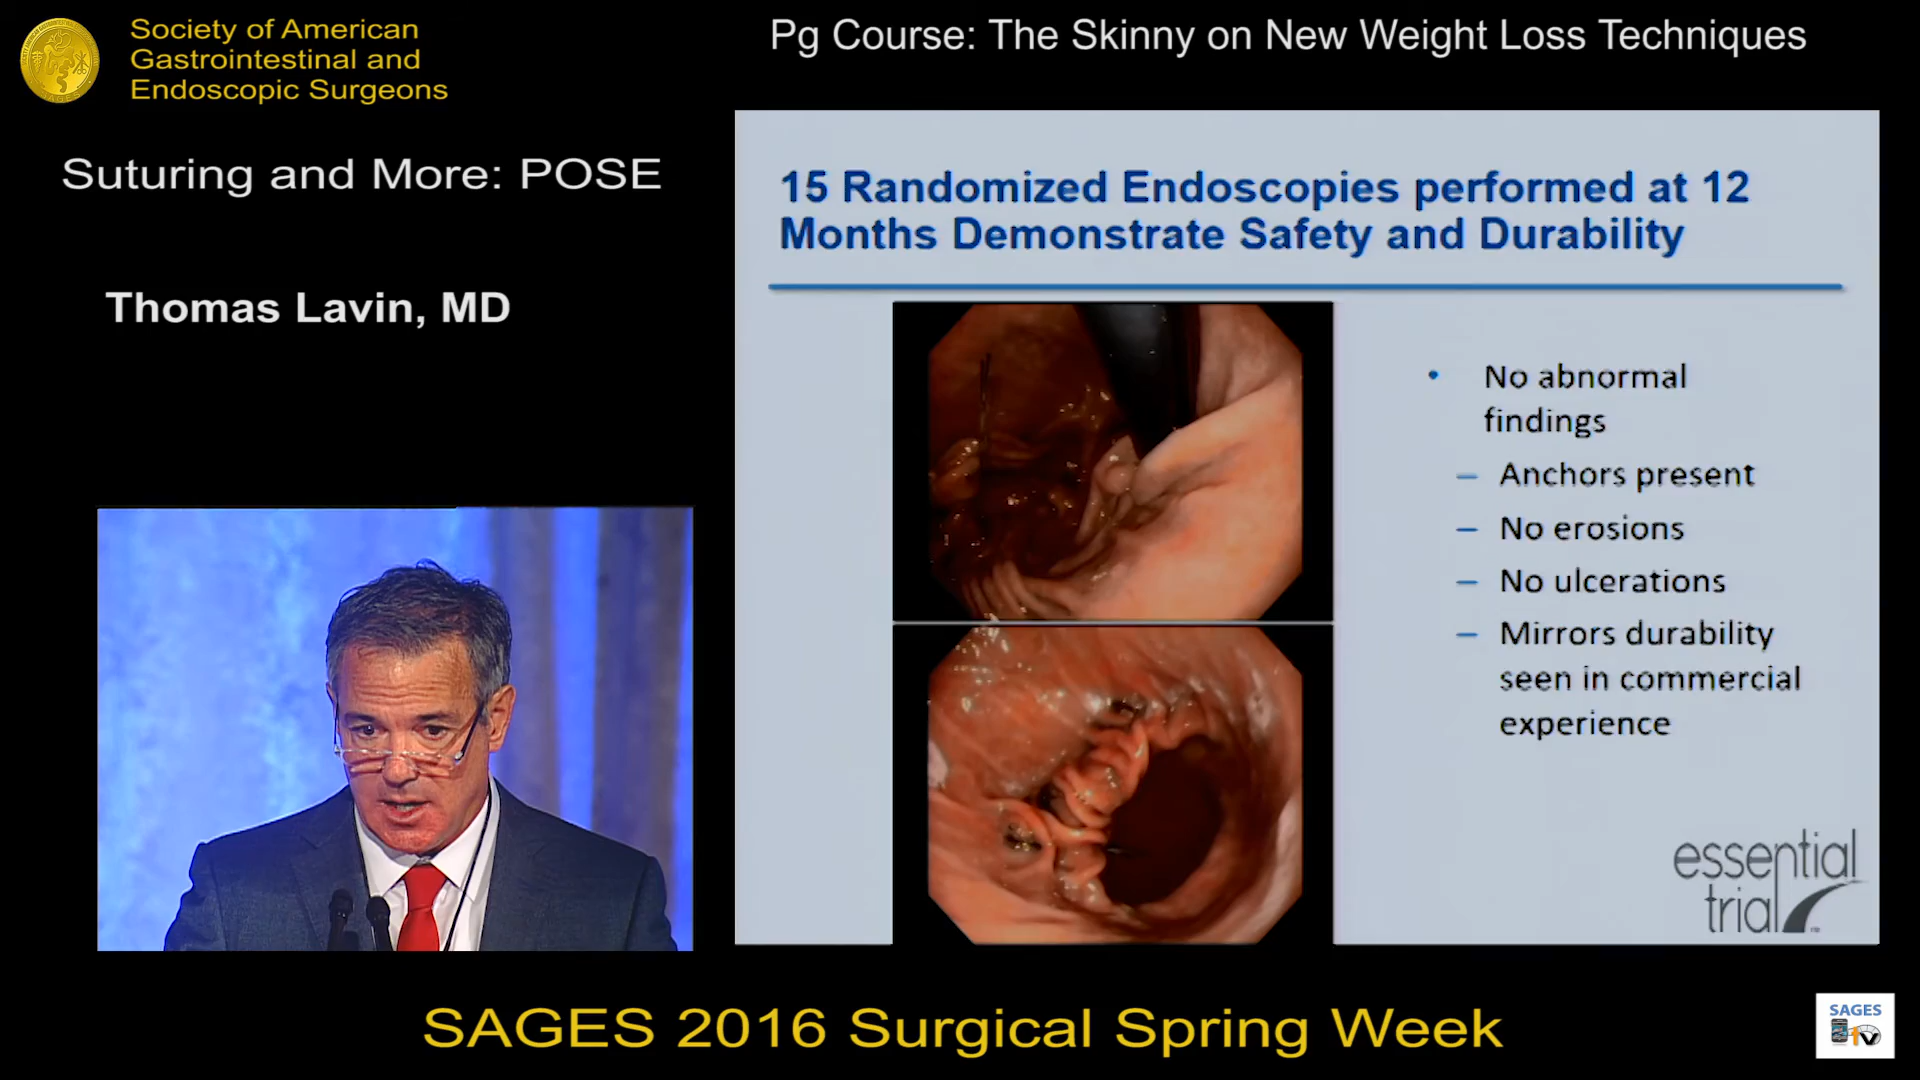 Society of American
Gastrointestinal and
Endoscopic Surgeons
Pg Course: The Skinny on New Weight Loss Techniques
Suturing and More: POSE
Thomas Lavin, MD
15 Randomized Endoscopies performed at 12
Months Demonstrate Safety and Durability
• No abnormal
findings
– Anchors present
– No erosions
– No ulcerations
– Mirrors durability
seen in commercial
experience
essential
trial
SAGES 2016 Surgical Spring Week
SAGES
TV